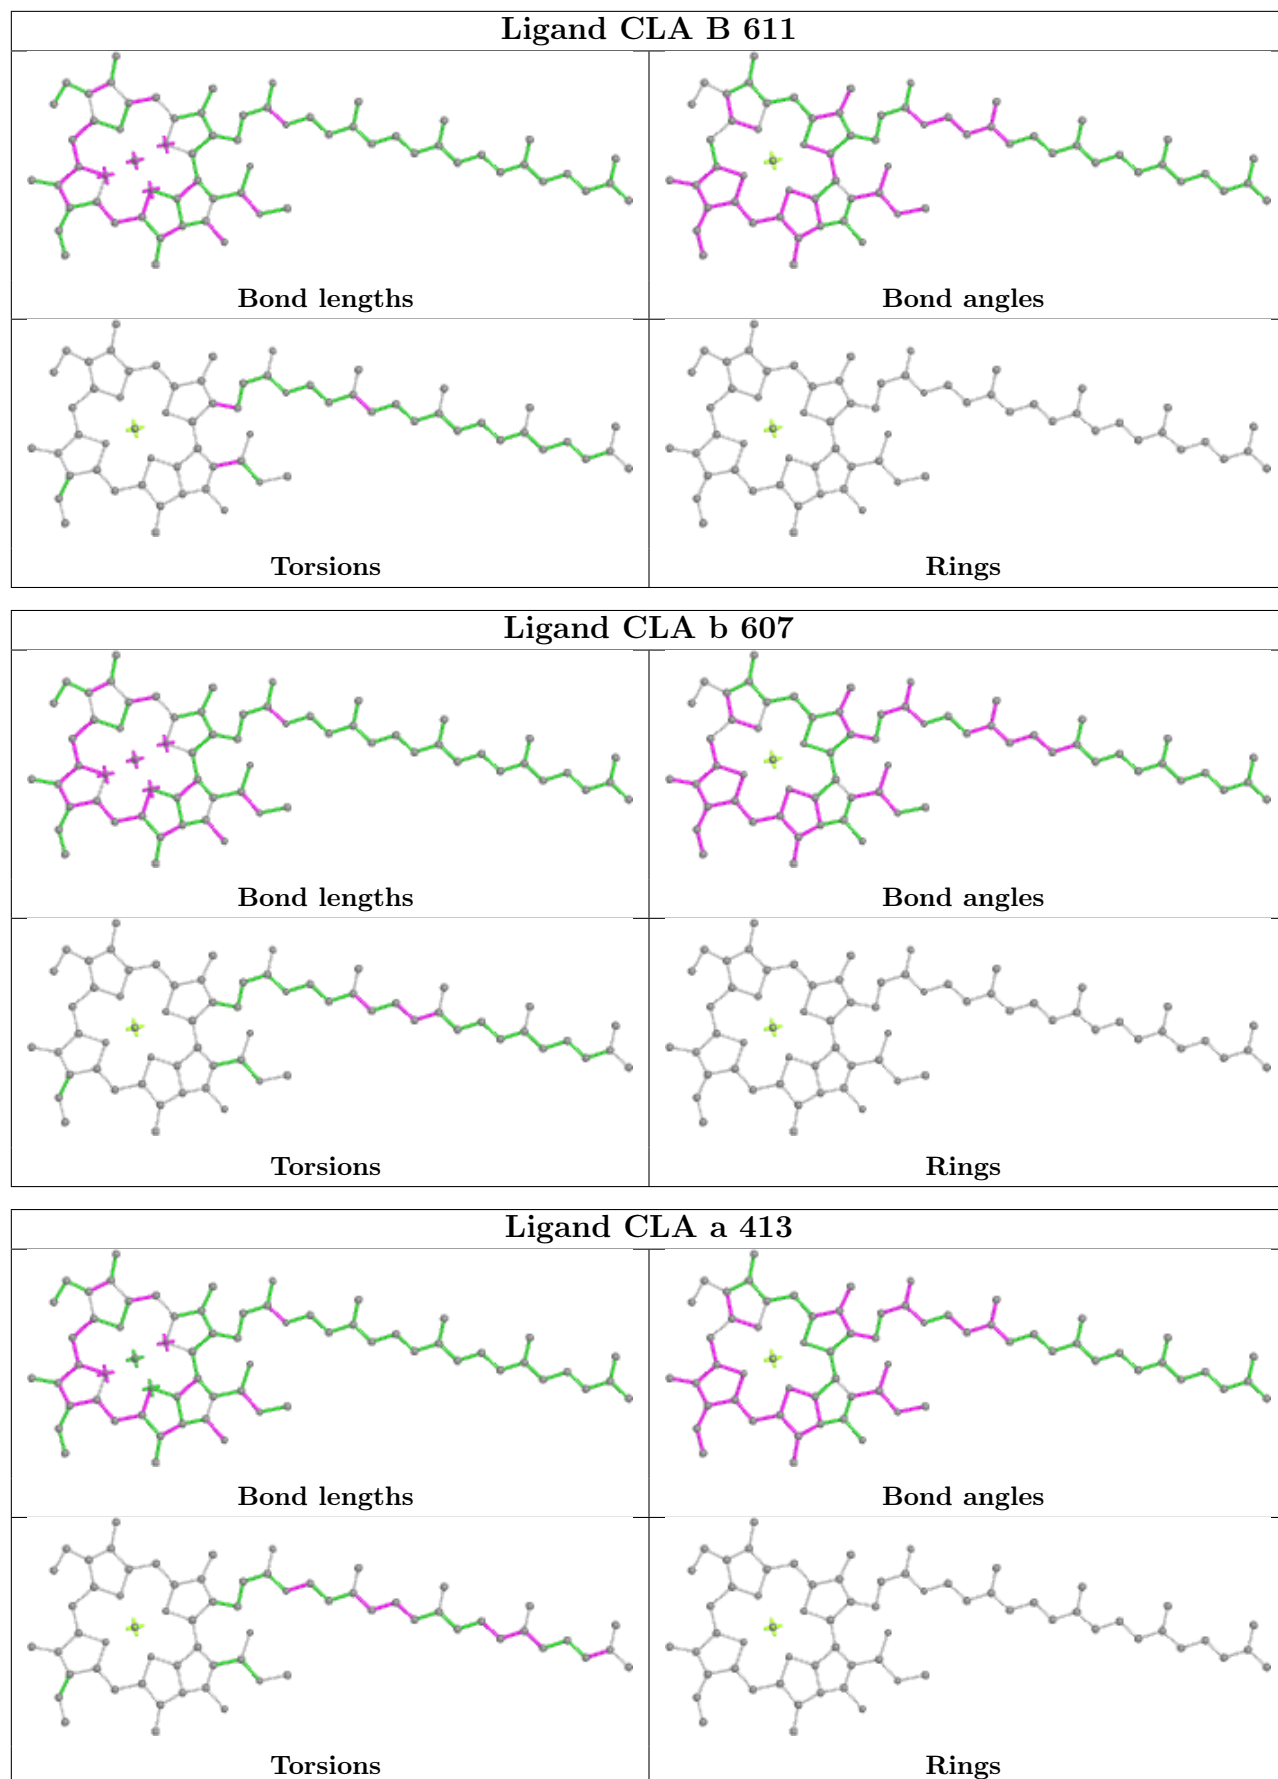 Ligand CLA B 611
Bond lengths
Bond angles
Torsions
Rings
Ligand CLA b 607
Bond lengths
Bond angles
Torsions
Rings
Ligand CLA a 413
Bond lengths
Bond angles
Torsions
Rings